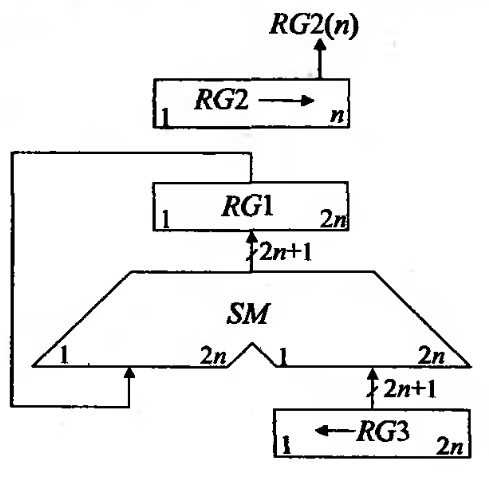 RG2(n)
RG2
1 n
RG1
1 2n
2n+1
SM
1 2n 1 2n
2n+1
RG3
1 2n